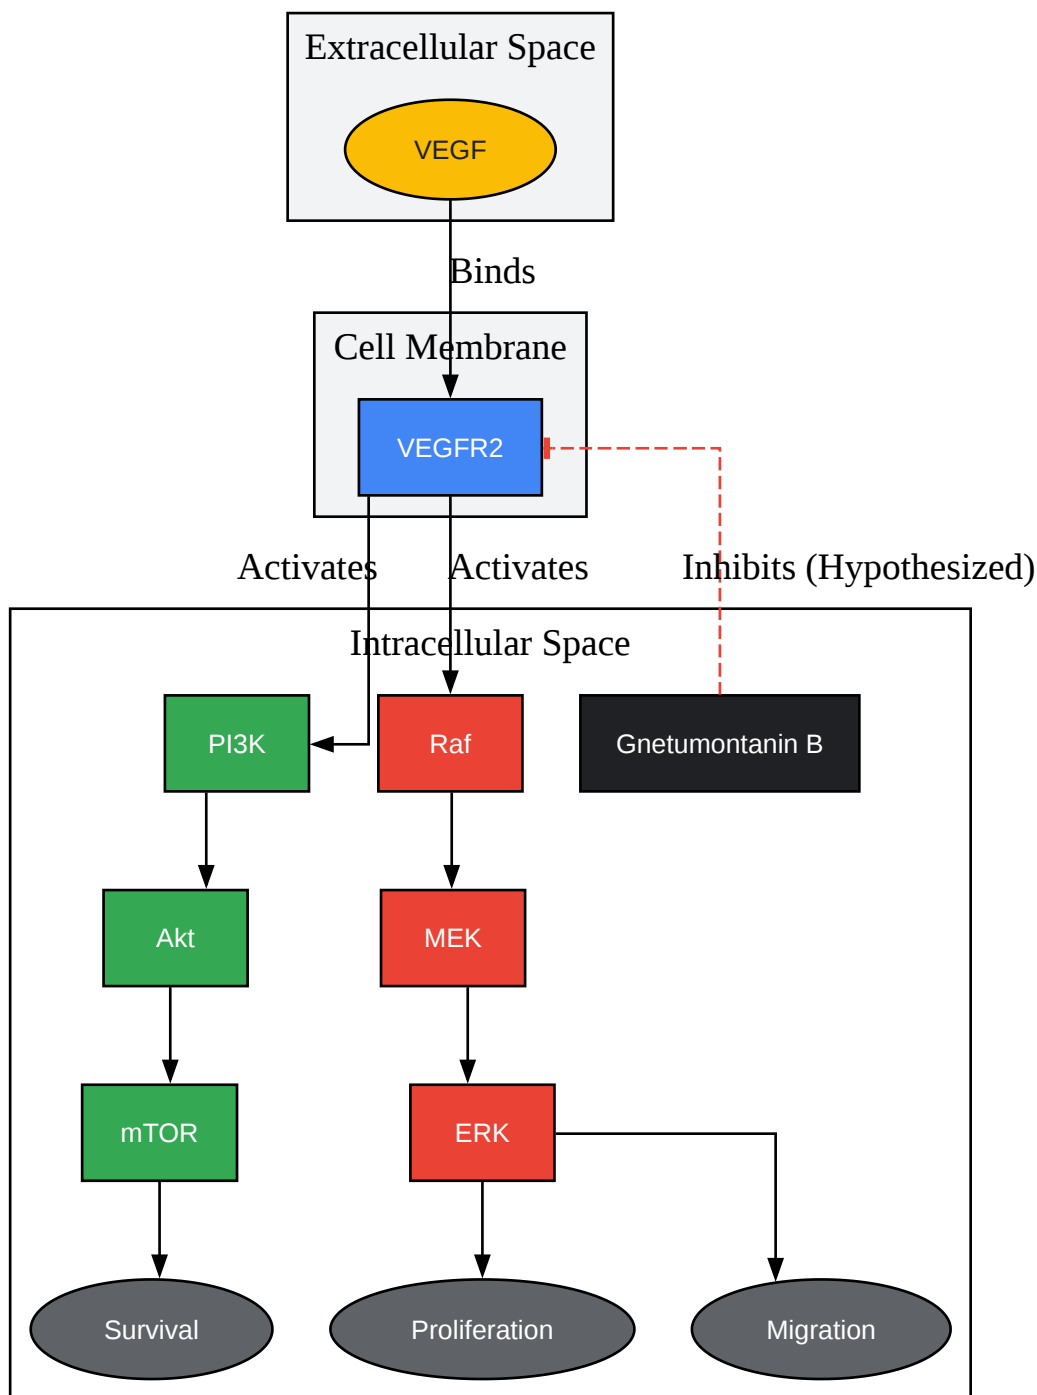 Extracellular Space
VEGF
Binds
Cell Membrane
VEGFR2
Activates
Activates
Inhibits (Hypothesized)
Intracellular Space
PI3K
Raf
Gnetumontanin B
Akt
MEK
mTOR
ERK
Survival
Proliferation
Migration